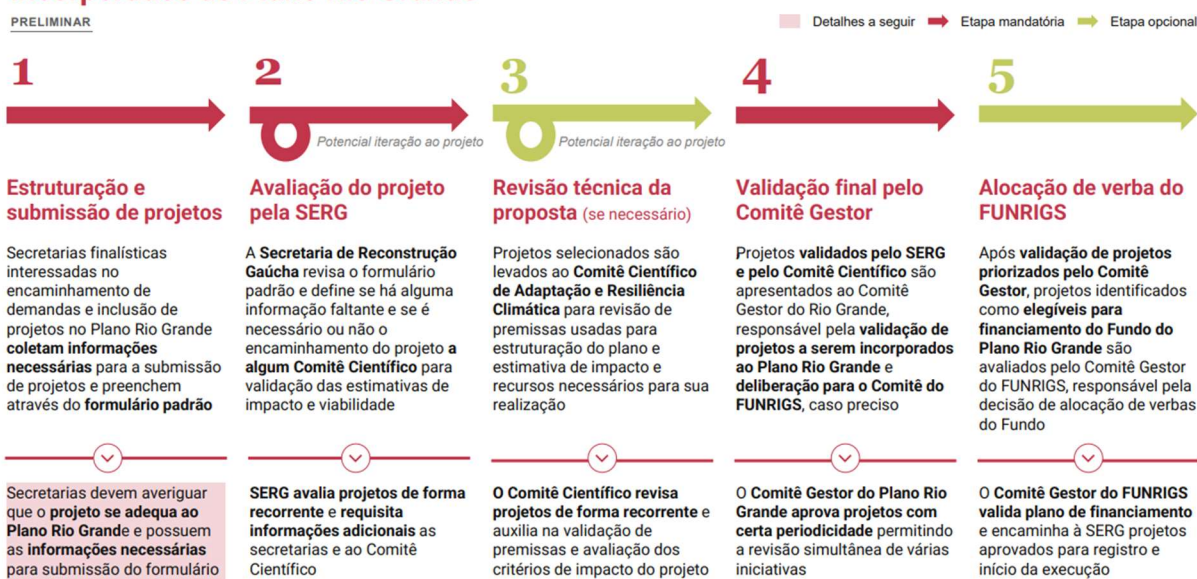 PRELIMINAR
Detalhes a seguir
Etapa mandatória
Etapa opcional
1
Estruturação e
submissão de projetos
Secretarias finalísticas
interessadas no
encaminhamento de
demandas e inclusão de
projetos no Plano Rio Grande
coletam informações
necessárias para a submissão
de projetos e preenchem
através do formulário padrão
Secretarias devem averiguar
que o projeto se adequa ao
Plano Rio Grande e possuem
as informações necessárias
para submissão do formulário
2
Potencial iteração ao projeto
Avaliação do projeto
pela SERG
A Secretaria de Reconstrução
Gaúcha revisa o formulário
padrão e define se há alguma
informação faltante e se é
necessário ou não o
encaminhamento do projeto a
algum Comitê Científico para
validação das estimativas de
impacto e viabilidade
SERG avalia projetos de forma
recorrente e requisita
informações adicionais as
secretarias e ao Comitê
Científico
3
Potencial iteração ao projeto
Revisão técnica da
proposta (se necessário)
Projetos selecionados são
levados ao Comitê Científico
de Adaptação e Resiliência
Climática para revisão de
premissas usadas para
estruturação do plano e
estimativa de impacto e
recursos necessários para sua
realização
O Comitê Científico revisa
projetos de forma recorrente e
auxilia na validação de
premissas e avaliação dos
critérios de impacto do projeto
4
Validação final pelo
Comitê Gestor
Projetos validados pelo SERG
e pelo Comitê Científico são
apresentados ao Comitê
Gestor do Rio Grande,
responsável pela validação de
projetos a serem incorporados
ao Plano Rio Grande e
deliberação para o Comitê do
FUNRIGS, caso preciso
O Comitê Gestor do Plano Rio
Grande aprova projetos com
certa periodicidade permitindo
a revisão simultânea de várias
iniciativas
5
Alocação de verba do
FUNRIGS
Após validação de projetos
priorizados pelo Comitê
Gestor, projetos identificados
como elegíveis para
financiamento do Fundo do
Plano Rio Grande são
avaliados pelo Comitê Gestor
do FUNRIGS, responsável pela
decisão de alocação de verbas
do Fundo
O Comitê Gestor do FUNRIGS
valida plano de financiamento
e encaminha à SERG projetos
aprovados para registro e
início da execução